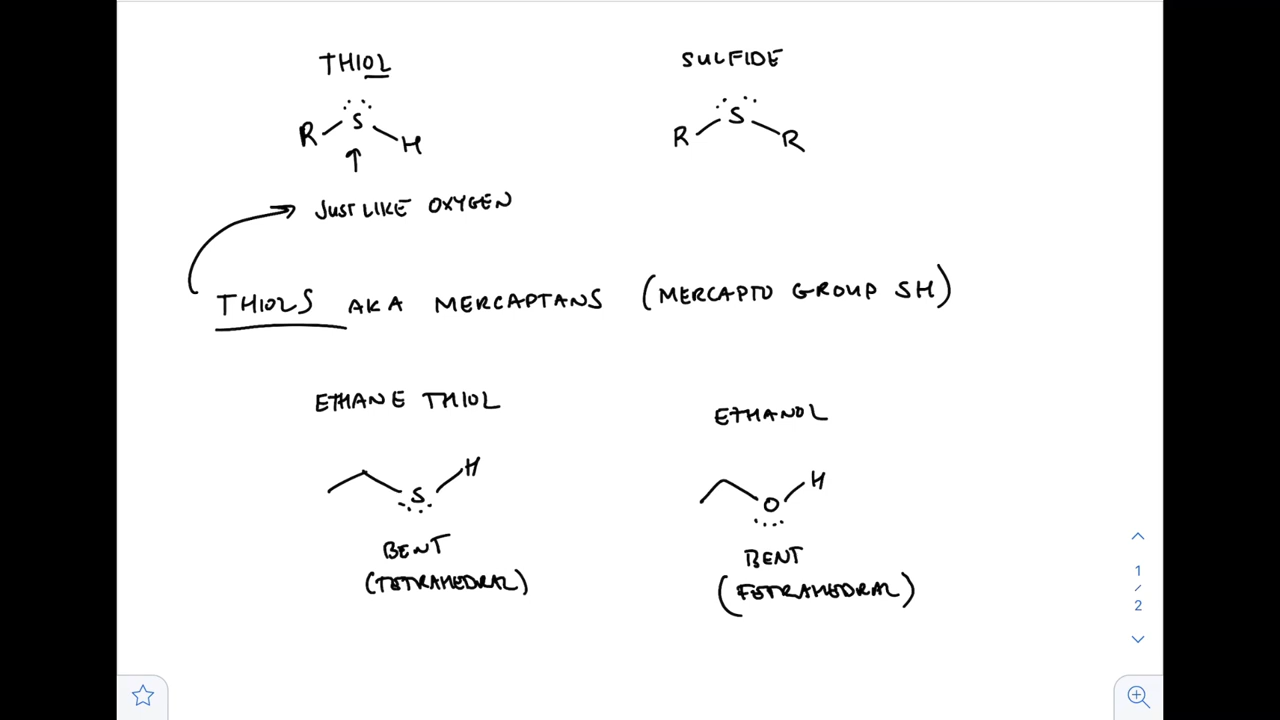 THIOL
SULFIDE
R S H
R S R
JUST LIKE OXYGEN
THIOLS AKA MERCAPTANS (MERCAPTO GROUP SH)
ETHANE THIOL
ETHANOL
S H
O H
BENT
(TETRAHEDRAL)
BENT
(TETRAHEDRAL)
1
/
2